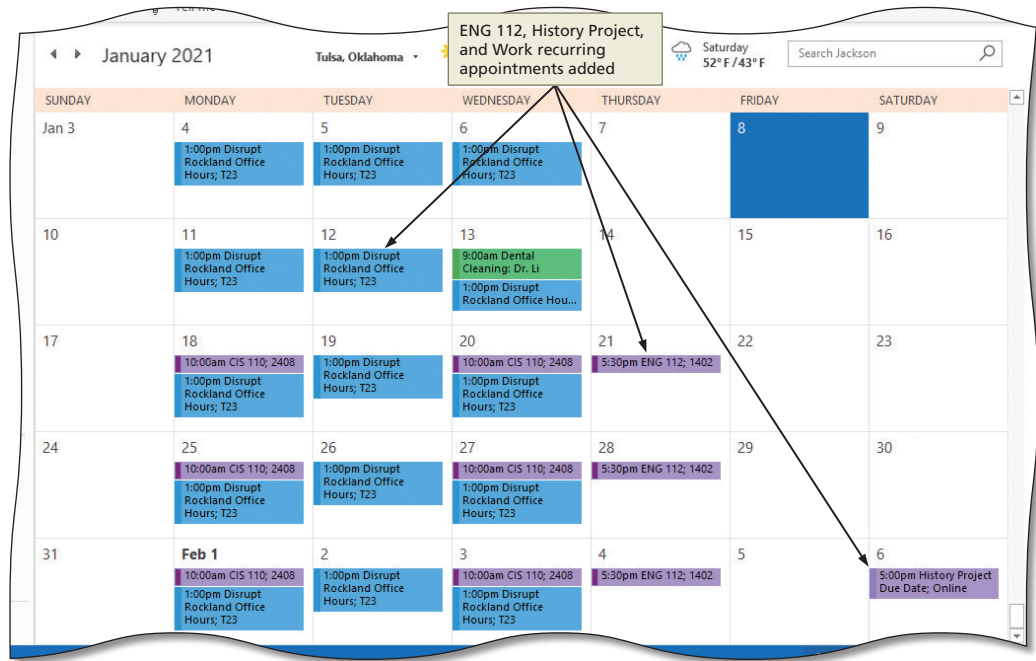 ENG 112, History Project,
and Work recurring
appointments added
January 2021
Tulsa, Oklahoma
Saturday
52°F/43°F
Search Jackson
SUNDAY MONDAY TUESDAY WEDNESDAY THURSDAY FRIDAY SATURDAY
Jan 3 4 5 6 7 8 9
1:00pm Disrupt
Rockland Office
Hours; T23
1:00pm Disrupt
Rockland Office
Hours; T23
1:00pm Disrupt
Rockland Office
Hours; T23
10 11 12 13 14 15 16
1:00pm Disrupt
Rockland Office
Hours; T23
1:00pm Disrupt
Rockland Office
Hours; T23
9:00am Dental
Cleaning: Dr. Li
1:00pm Disrupt
Rockland Office Hou...
17 18 19 20 21 22 23
10:00am CIS 110; 2408
1:00pm Disrupt
Rockland Office
Hours; T23
1:00pm Disrupt
Rockland Office
Hours; T23
10:00am CIS 110; 2408
1:00pm Disrupt
Rockland Office
Hours; T23
5:30pm ENG 112; 1402
24 25 26 27 28 29 30
10:00am CIS 110; 2408
1:00pm Disrupt
Rockland Office
Hours; T23
1:00pm Disrupt
Rockland Office
Hours; T23
10:00am CIS 110; 2408
1:00pm Disrupt
Rockland Office
Hours; T23
5:30pm ENG 112; 1402
31 Feb 1 2 3 4 5 6
10:00am CIS 110; 2408
1:00pm Disrupt
Rockland Office
Hours; T23
1:00pm Disrupt
Rockland Office
Hours; T23
10:00am CIS 110; 2408
1:00pm Disrupt
Rockland Office
Hours; T23
5:30pm ENG 112; 1402
5:00pm History Project
Due Date; Online